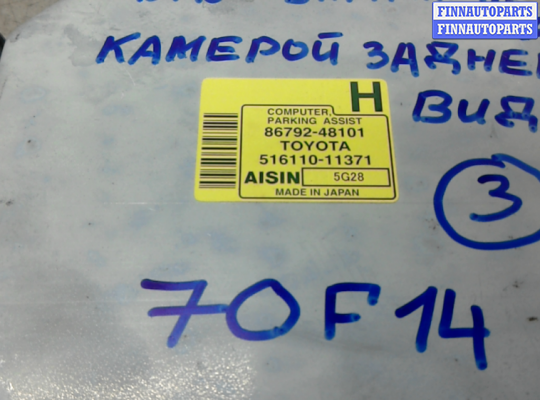 FINNAUTOPARTS
FINNAUTOPARTS
КАМЕРОЙ ЗАДНЕ
ВИД
H
COMPUTER,
PARKING ASSIST
86792-48101
TOYOTA
516110-11371
AISIN 5G28
MADE IN JAPAN
3
70F14